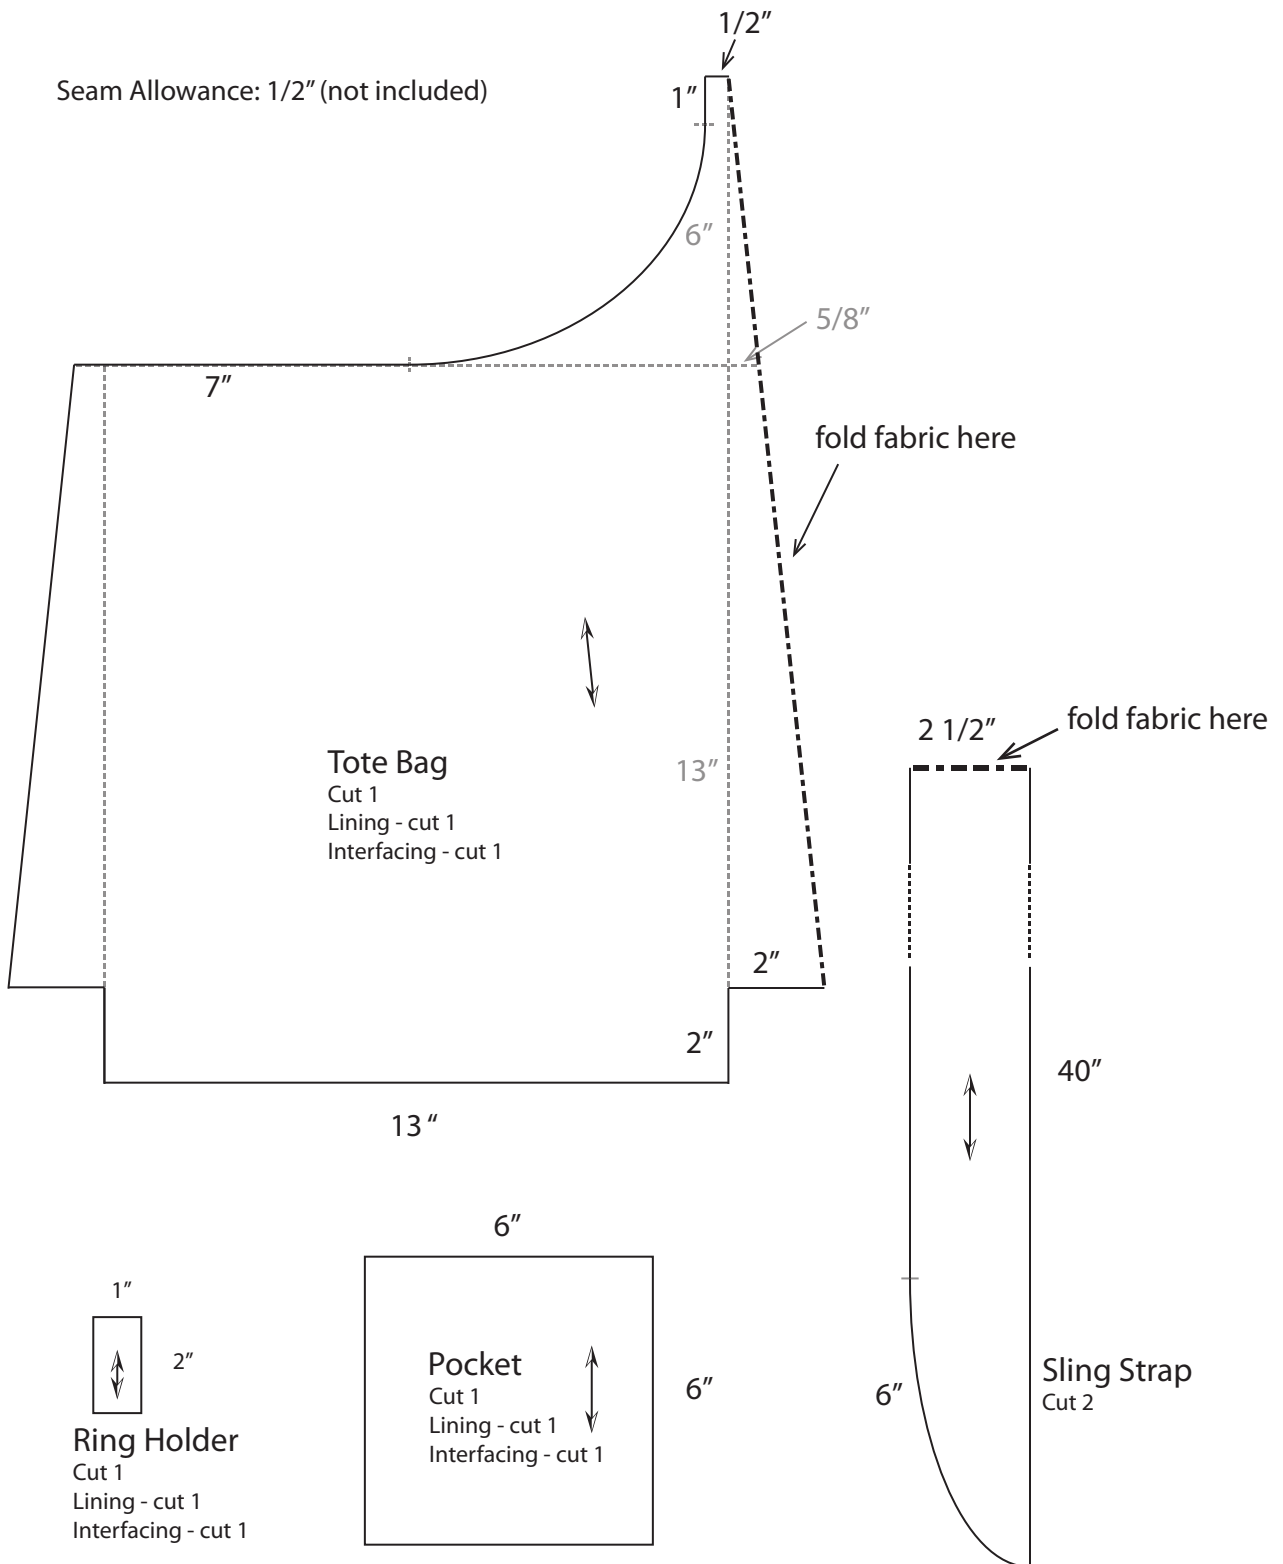 1/2”
Seam Allowance: 1/2” (not included)
1”
6”
5/8”
7”
fold fabric here
2 1/2”
fold fabric here
Tote Bag
Cut 1
Lining - cut 1
Interfacing - cut 1
13”
2”
2”
40”
13 “
6”
1”
2”
Pocket
Cut 1
Lining - cut 1
Interfacing - cut 1
6”
6”
Sling Strap
Cut 2
Ring Holder
Cut 1
Lining - cut 1
Interfacing - cut 1